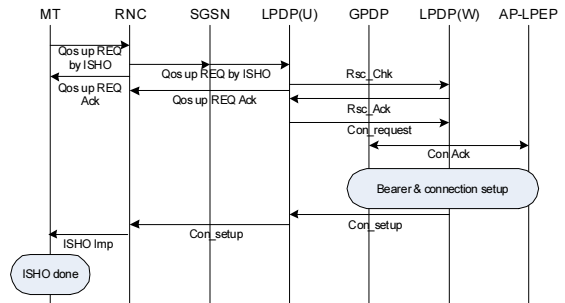 MT RNC SGSN LPDP(U) GPDP LPDP(W) AP-LPEP
Qos up REQ
by ISHO
Qos up REQ by ISHO
Rsc_Chk
Qos up REQ
Ack
Qos up REQ Ack
Rsc_Ack
Con_request
Con Ack
Bearer & connection setup
Con_setup
Con_setup
ISHO Imp
ISHO done